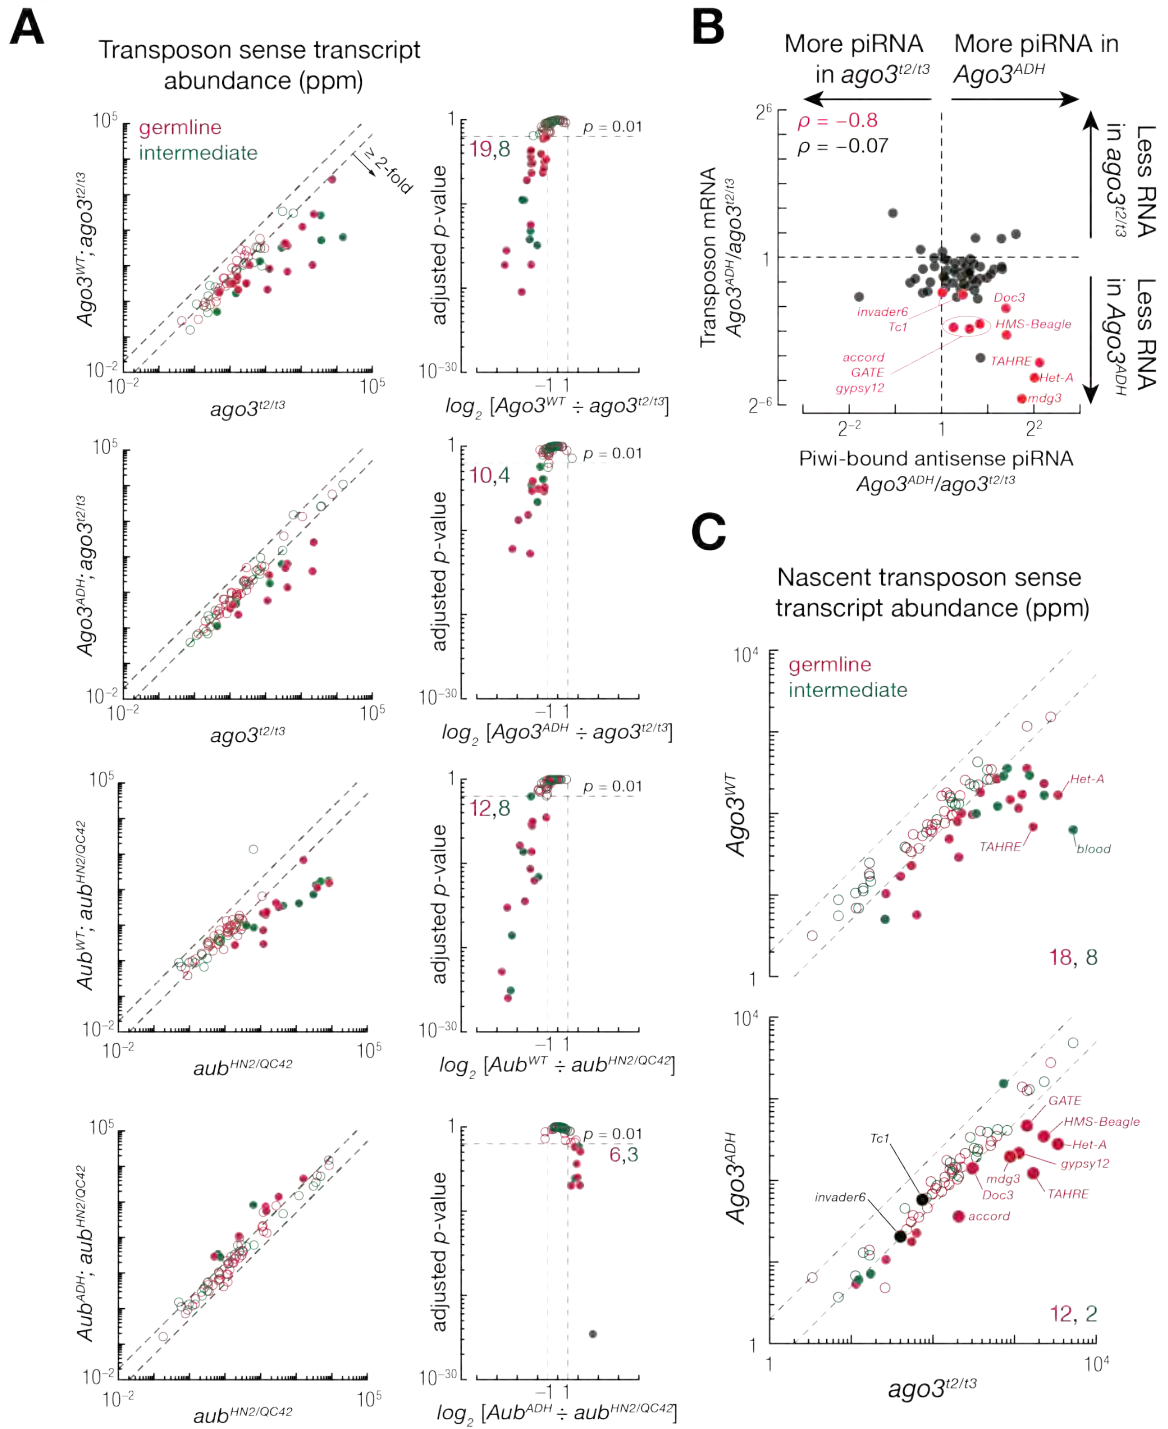 A
Transposon sense transcript
abundance (ppm)
germline
intermediate
≥ 2-fold
10^5
10^-2
10^-2
10^5
Ago3^WT; ago3^t2/t3
ago3^t2/t3
1
10^-30
adjusted p-value
p = 0.01
19,8
−1 1
log2 [Ago3^WT ÷ ago3^t2/t3]
10^5
10^-2
10^-2
10^5
Ago3^ADH; ago3^t2/t3
ago3^t2/t3
1
10^-30
adjusted p-value
p = 0.01
10,4
−1 1
log2 [Ago3^ADH ÷ ago3^t2/t3]
10^5
10^-2
10^-2
10^5
Aub^WT; aub^HN2/QC42
aub^HN2/QC42
1
10^-30
adjusted p-value
p = 0.01
12,8
−1 1
log2 [Aub^WT ÷ aub^HN2/QC42]
10^5
10^-2
10^-2
10^5
Aub^ADH; aub^HN2/QC42
aub^HN2/QC42
1
10^-30
adjusted p-value
p = 0.01
6,3
−1 1
log2 [Aub^ADH ÷ aub^HN2/QC42]
B
More piRNA
in ago3^t2/t3
More piRNA in
Ago3^ADH
ρ = −0.8
ρ = −0.07
2^6
1
2^-6
Transposon mRNA
Ago3^ADH/ago3^t2/t3
Less RNA
in ago3^t2/t3
Less RNA
in Ago3^ADH
invader6
Tc1
Doc3
HMS-Beagle
accord
GATE
gypsy12
TAHRE
Het-A
mdg3
2^-2
1
2^2
Piwi-bound antisense piRNA
Ago3^ADH/ago3^t2/t3
C
Nascent transposon sense
transcript abundance (ppm)
germline
intermediate
10^4
1
Ago3^WT
Het-A
TAHRE
blood
18, 8
10^4
1
Ago3^ADH
Tc1
invader6
GATE
HMS-Beagle
Het-A
gypsy12
mdg3
Doc3
TAHRE
accord
12, 2
1
10^4
ago3^t2/t3